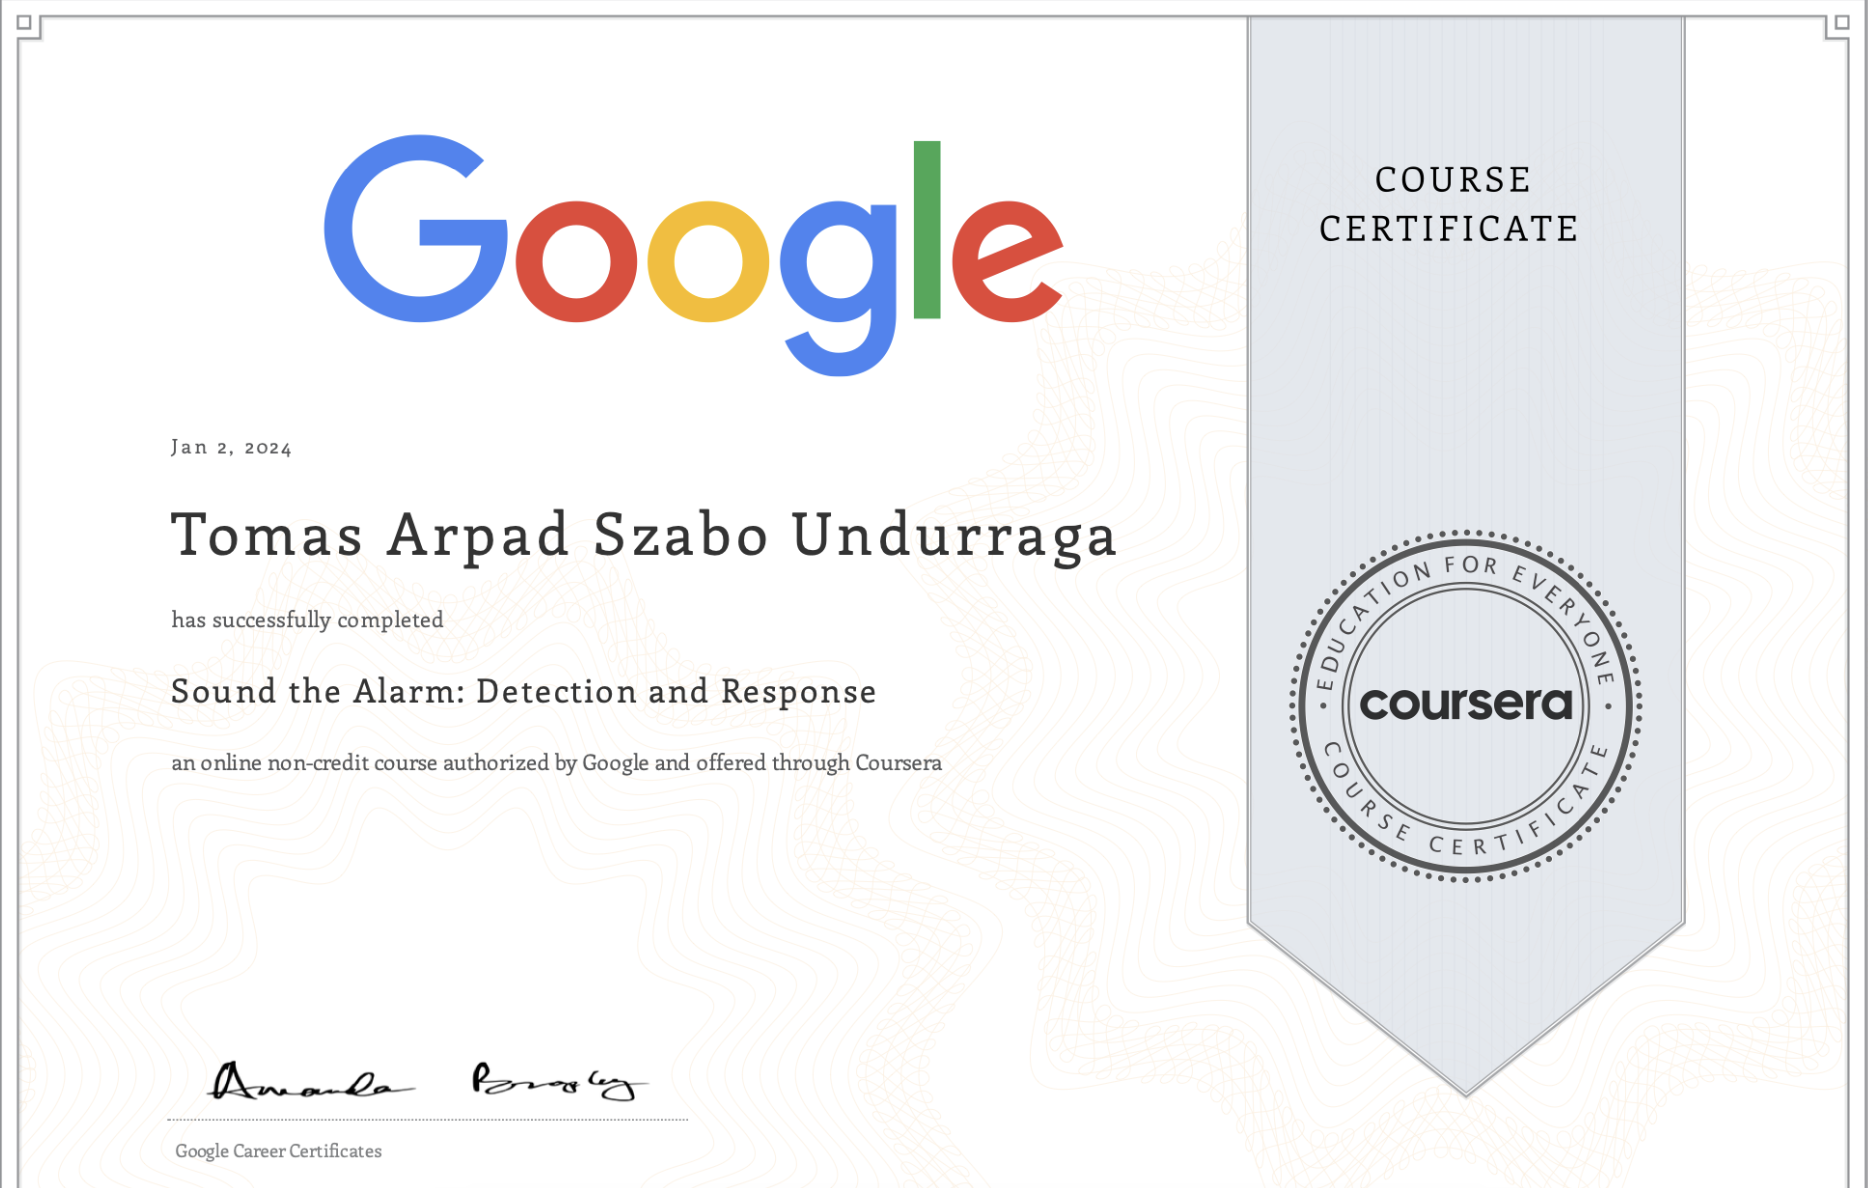 Google
COURSE
CERTIFICATE
Jan 2, 2024
Tomas Arpad Szabo Undurraga
has successfully completed
Sound the Alarm: Detection and Response
an online non-credit course authorized by Google and offered through Coursera
EDUCATION FOR EVERYONE
coursera
COURSE CERTIFICATE
Amanda Brophy
Google Career Certificates